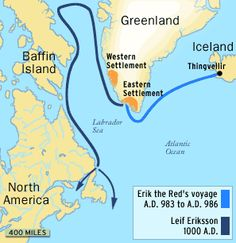 Greenland
Iceland
Thingvellir
Baffin
Island
Western
Settlement
Eastern
Settlement
Labrador
Sea
Atlantic
Ocean
North
America
400 MILES
Erik the Red's voyage
A.D. 983 to A.D. 986
Leif Eriksson
1000 A.D.